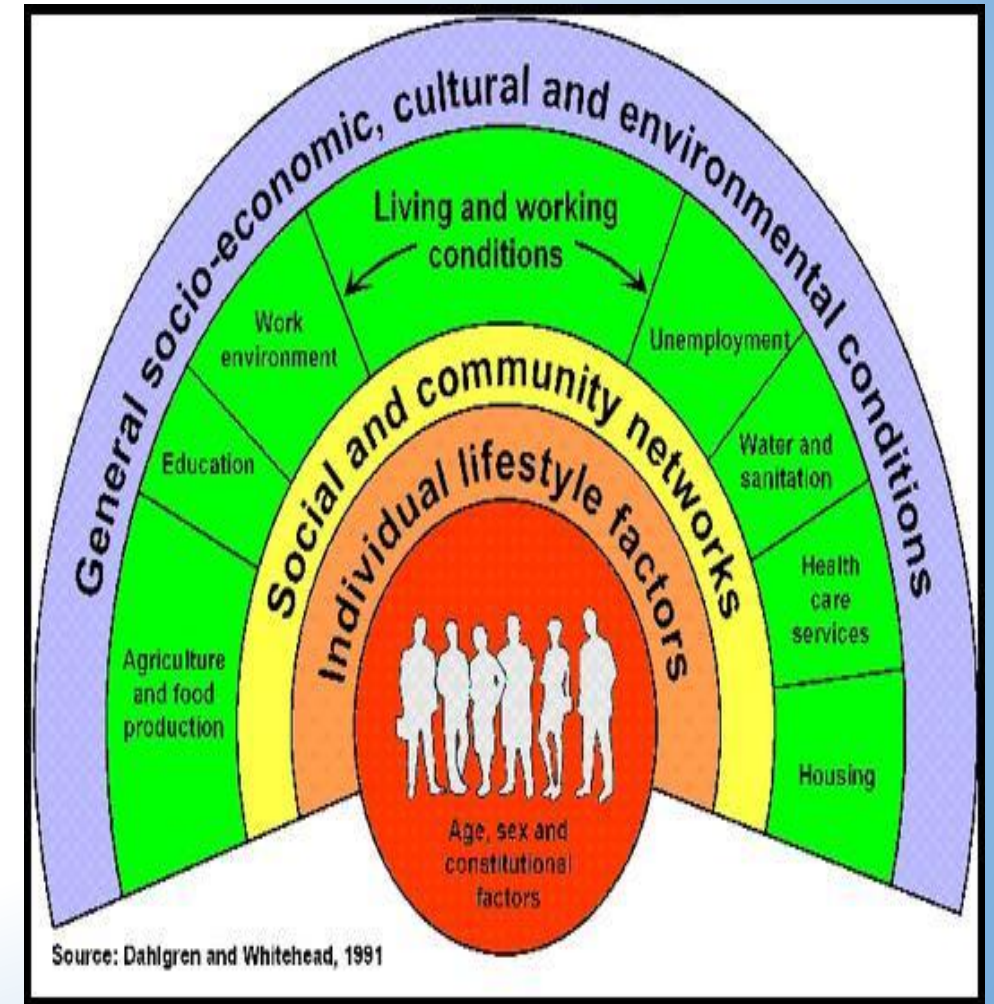 General socio-economic, cultural and environmental conditions
Living and working
conditions
Work
environment
Unemployment
Education
Water and
sanitation
Agriculture
and food
production
Health
care
services
Housing
Social and community networks
Individual lifestyle factors
Age, sex and
constitutional
factors
Source: Dahlgren and Whitehead, 1991